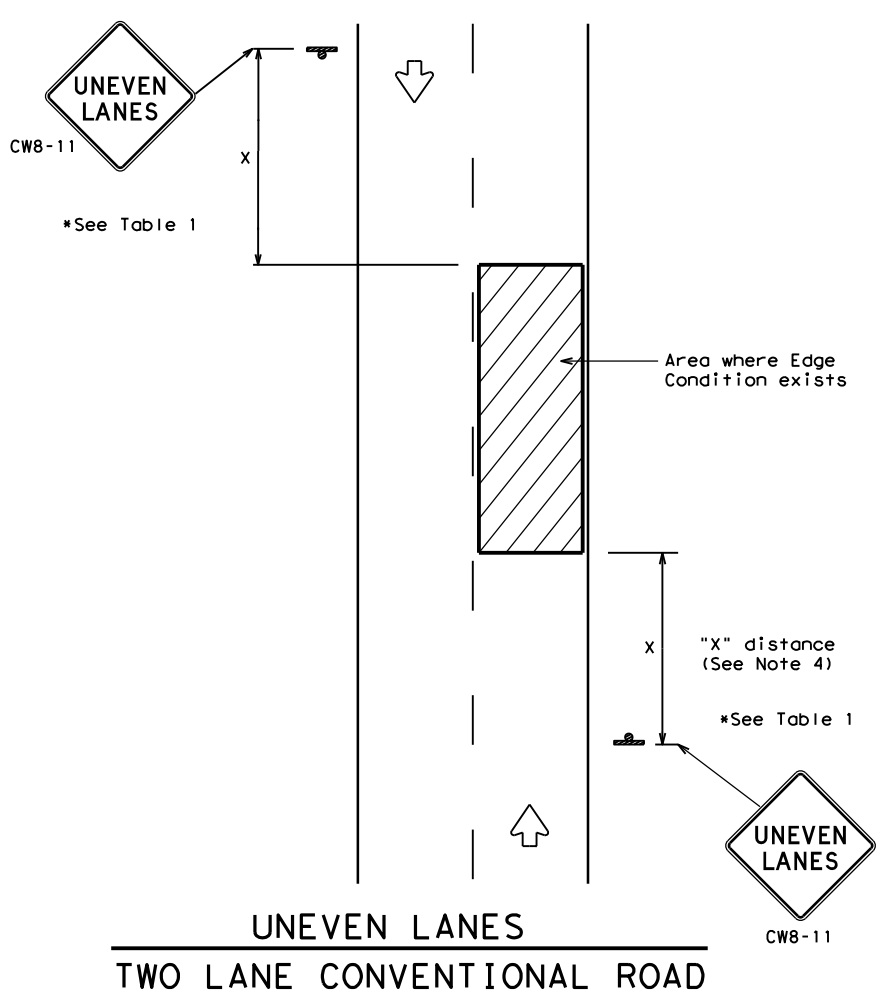 UNEVEN
LANES
CW8-11
X
*See Table 1
Area where Edge
Condition exists
X
"X" distance
(See Note 4)
*See Table 1
UNEVEN
LANES
CW8-11
UNEVEN LANES
TWO LANE CONVENTIONAL ROAD